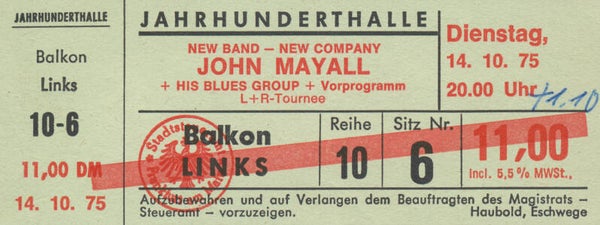 JAHRHUNDERTHALLE
Balkon
Links
10-6
11,00 DM
14. 10. 75
JAHRHUNDERTHALLE
NEW BAND – NEW COMPANY
JOHN MAYALL
+ HIS BLUES GROUP + Vorprogramm
L+R-Tournee
Dienstag,
14. 10. 75
20.00 Uhr
Balkon
LINKS
Reihe
10
Sitz Nr.
6
11,00
Incl. 5,5% MWSt.
Aufzubewahren und auf Verlangen dem Beauftragten des Magistrats-
Steueramt – vorzuzeigen.
Haubold, Eschwege